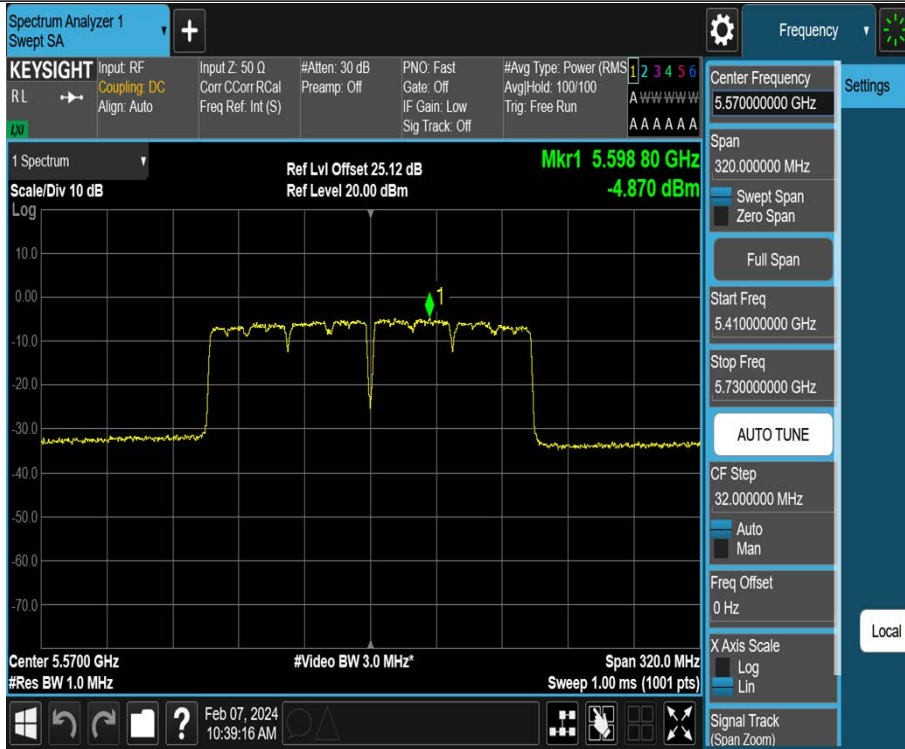 Spectrum Analyzer 1
Swept SA
+
Frequency
KEYSIGHT
RL
LXI
Input: RF
Coupling: DC
Align: Auto
Input Z: 50 Ω
Corr CCorr RCal
Freq Ref: Int (S)
#Atten: 30 dB
Preamp: Off
PNO: Fast
Gate: Off
IF Gain: Low
Sig Track: Off
#Avg Type: Power (RMS
Avg|Hold: 100/100
Trig: Free Run
1 2 3 4 5 6
A W W W W W
A A A A A A
Center Frequency
5.570000000 GHz
Settings
1 Spectrum
Scale/Div 10 dB
Log
Ref Lvl Offset 25.12 dB
Ref Level 20.00 dBm
Mkr1 5.598 80 GHz
-4.870 dBm
Span
320.000000 MHz
Swept Span
Zero Span
Full Span
Start Freq
5.410000000 GHz
Stop Freq
5.730000000 GHz
AUTO TUNE
CF Step
32.000000 MHz
Auto
Man
Freq Offset
0 Hz
X Axis Scale
Log
Lin
Signal Track
(Span Zoom)
Local
10.0
0.00
1
-10.0
-20.0
-30.0
-40.0
-50.0
-60.0
-70.0
Center 5.5700 GHz
#Res BW 1.0 MHz
#Video BW 3.0 MHz*
Span 320.0 MHz
Sweep 1.00 ms (1001 pts)
?
Feb 07, 2024
10:39:16 AM